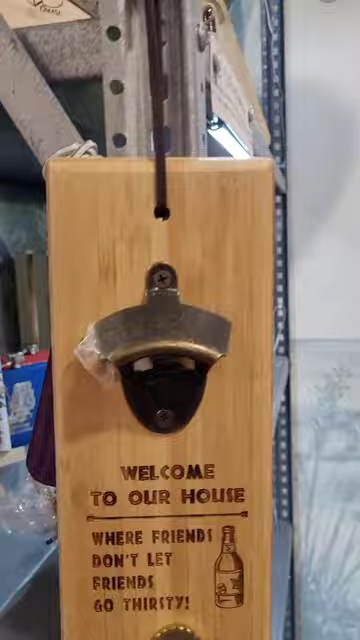 WELCOME
TO OUR HOUSE
WHERE FRIENDS
DON'T LET
FRIENDS
GO THIRSTY!